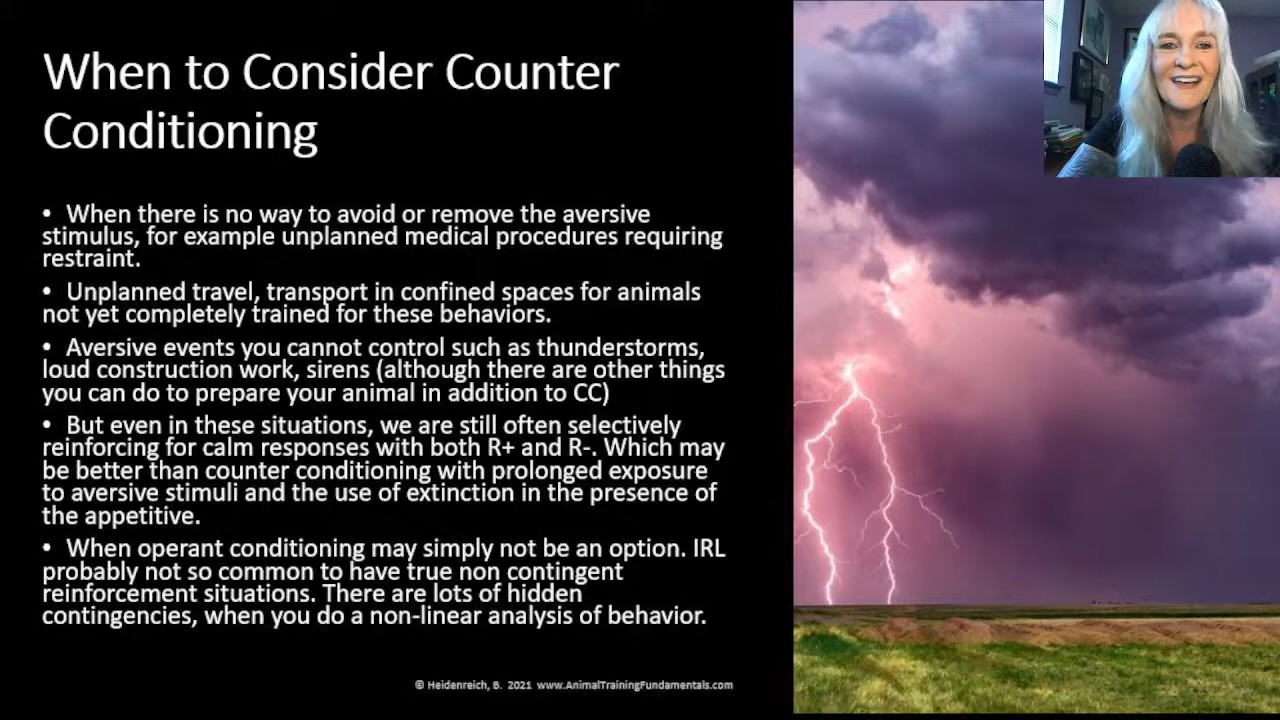 When to Consider Counter
Conditioning
• When there is no way to avoid or remove the aversive
stimulus, for example unplanned medical procedures requiring
restraint.
• Unplanned travel, transport in confined spaces for animals
not yet completely trained for these behaviors.
• Aversive events you cannot control such as thunderstorms,
loud construction work, sirens (although there are other things
you can do to prepare your animal in addition to CC)
• But even in these situations, we are still often selectively
reinforcing for calm responses with both R+ and R-. Which may
be better than counter conditioning with prolonged exposure
to aversive stimuli and the use of extinction in the presence of
the appetitive.
• When operant conditioning may simply not be an option. IRL
probably not so common to have true non contingent
reinforcement situations. There are lots of hidden
contingencies, when you do a non-linear analysis of behavior.
© Heidenreich, B. 2021 www.AnimalTrainingFundamentals.com